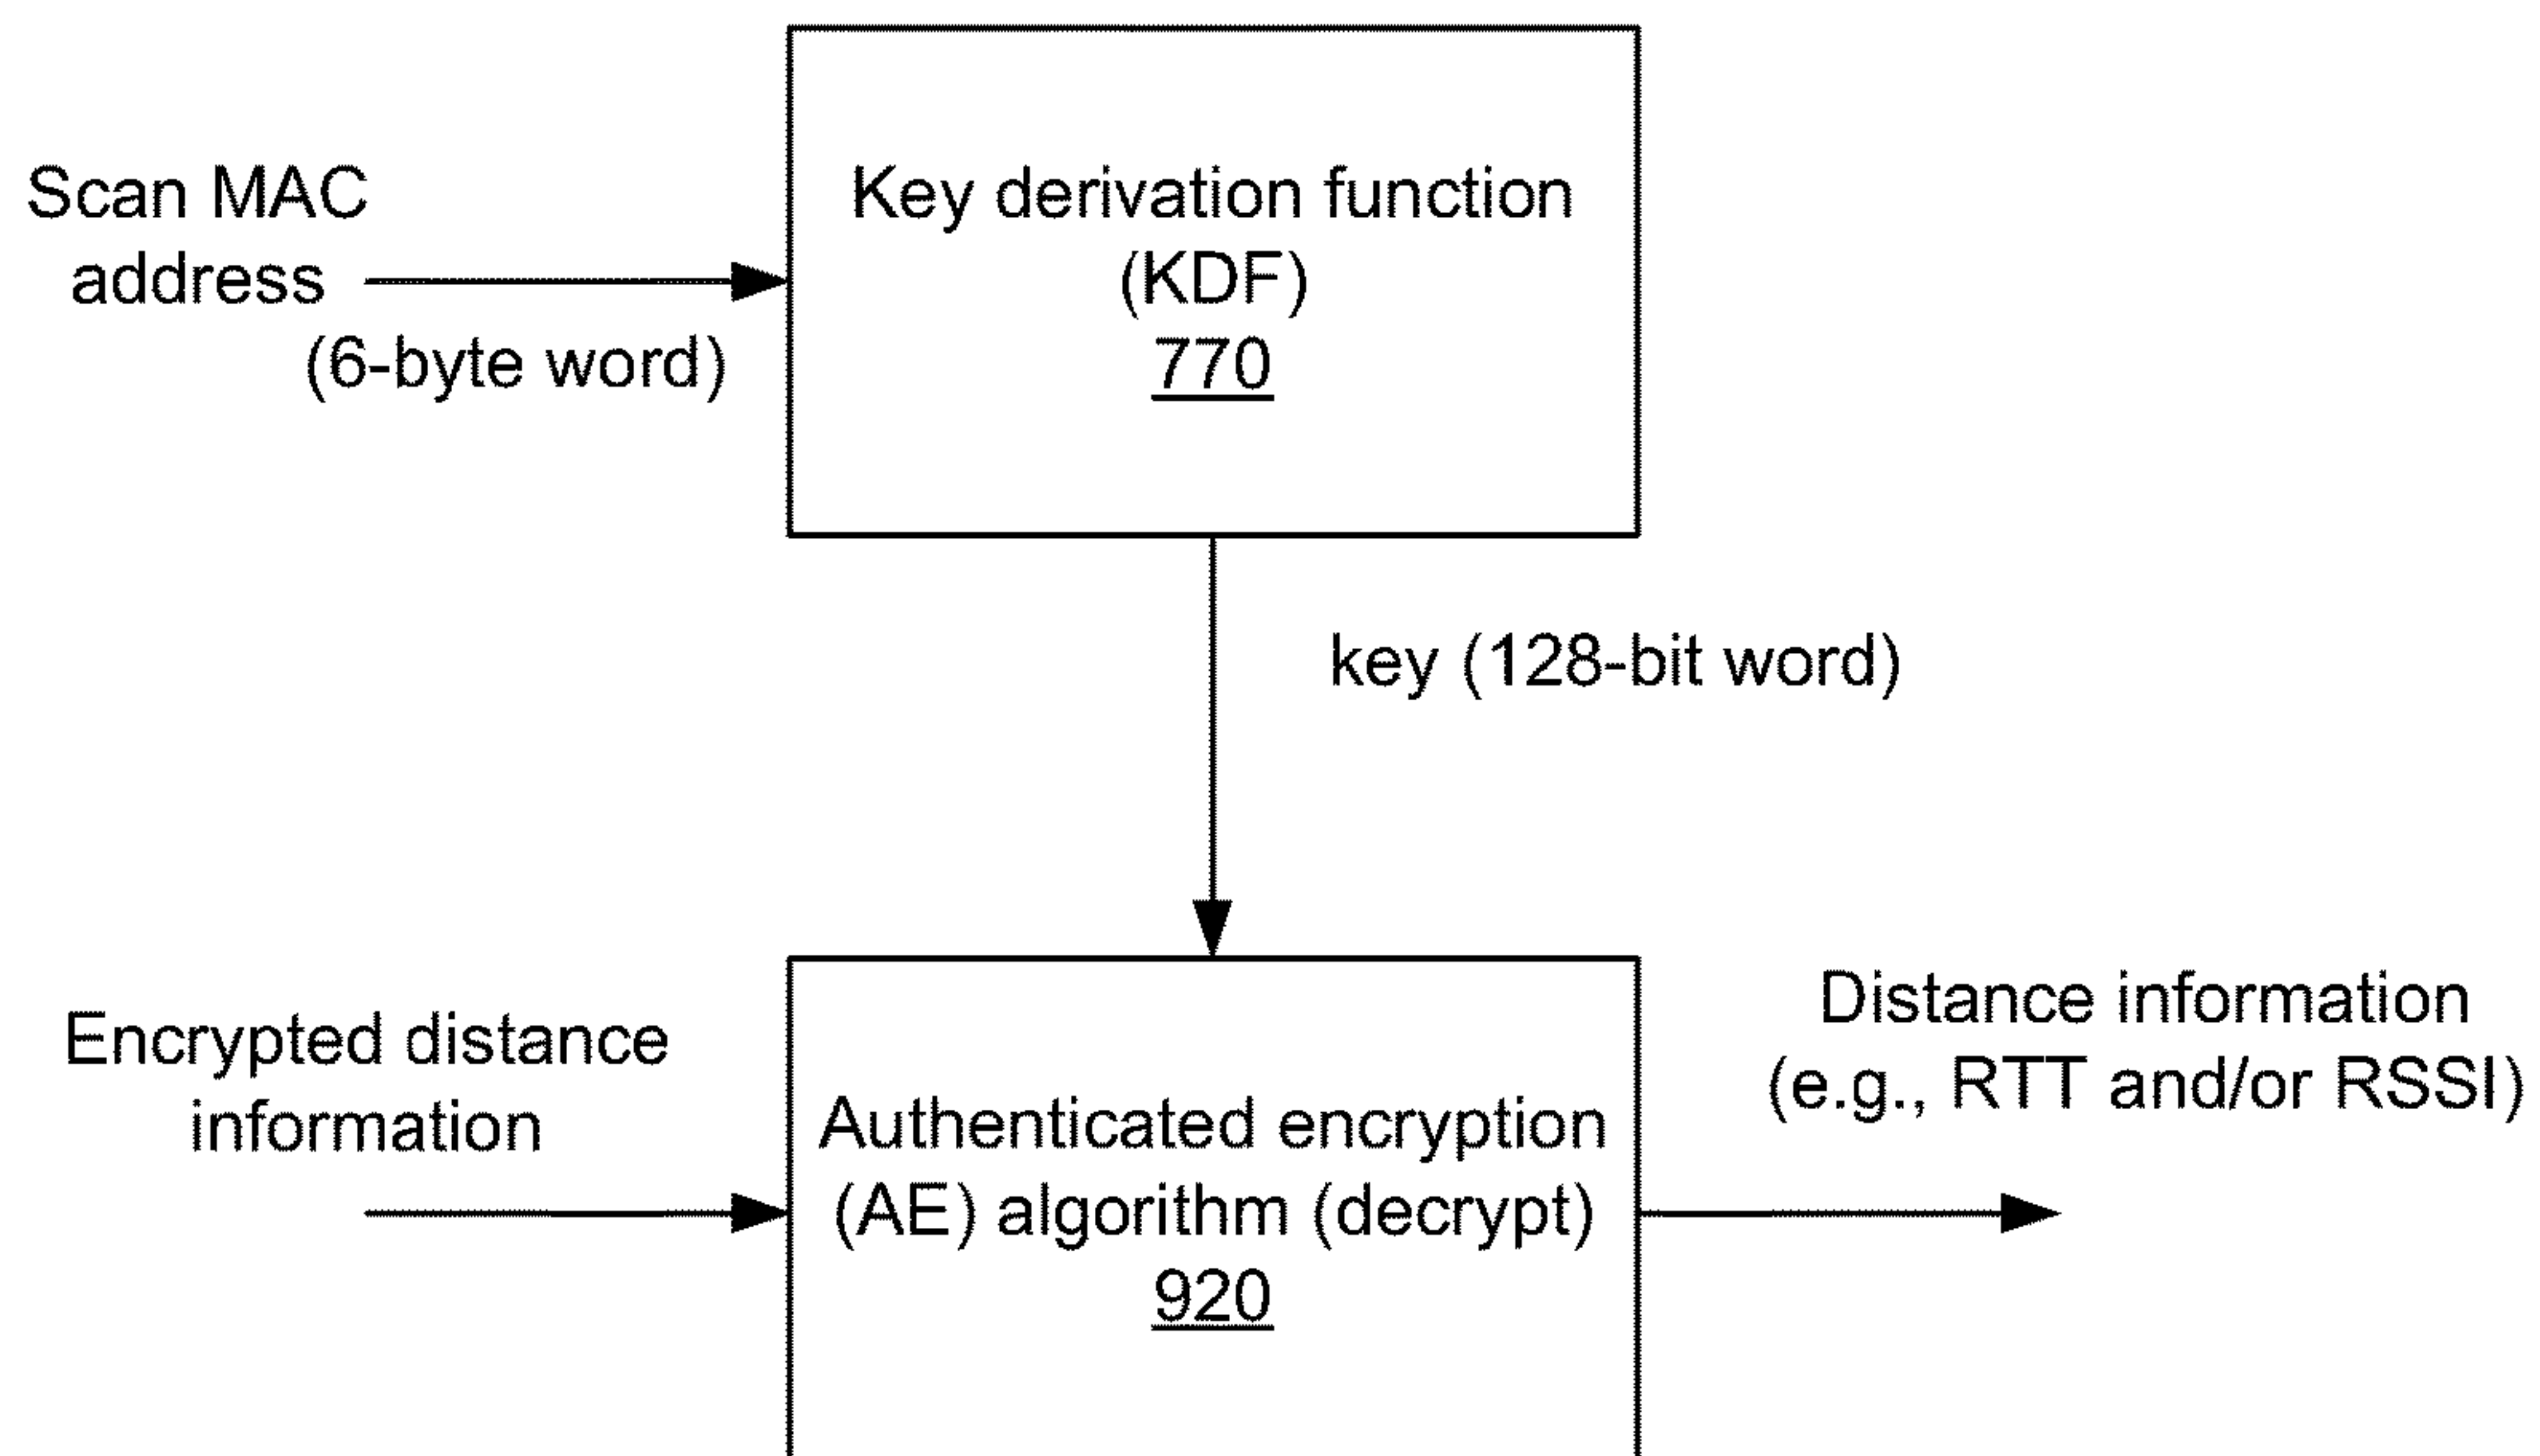 Scan MAC
address
(6-byte word)
Key derivation function
(KDF)
770
key (128-bit word)
Encrypted distance
information
Authenticated encryption
(AE) algorithm (decrypt)
920
Distance information
(e.g., RTT and/or RSSI)